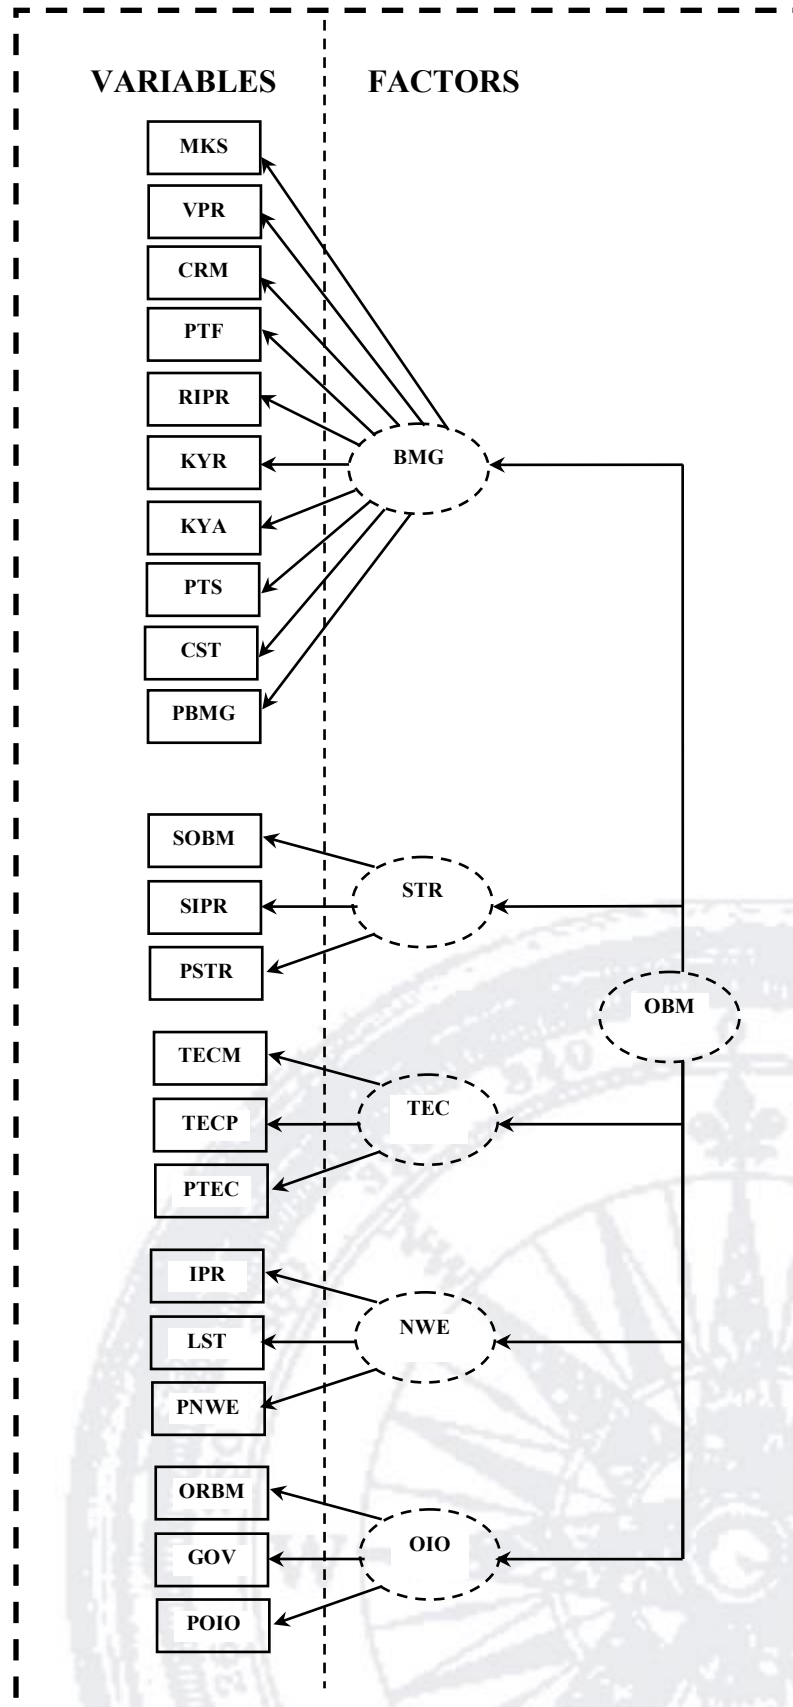 VARIABLES FACTORS
MKS
VPR
CRM
PTF
RIPR
KYR
BMG
KYA
PTS
CST
PBMG
SOBM
STR
SIPR
PSTR
OBM
TECM
TEC
TECP
PTEC
IPR
NWE
LST
PNWE
ORBM
OIO
GOV
POIO